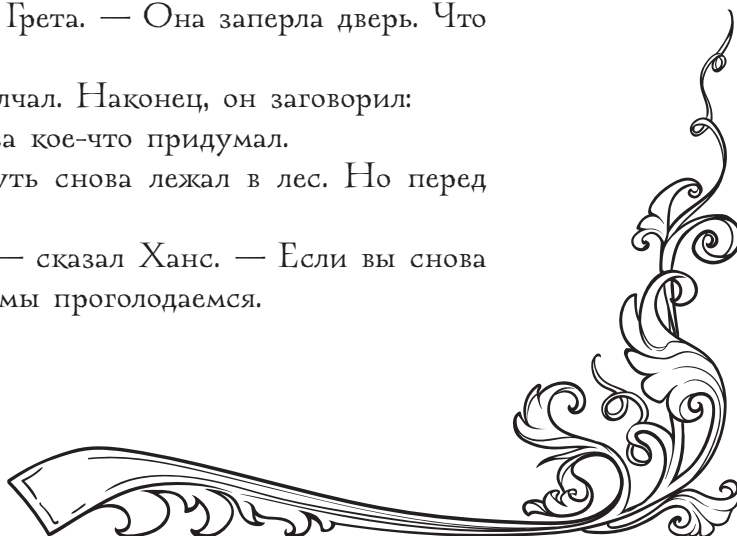 Грета. — Она заперла дверь. Что
лчал. Наконец, он заговорил:
ва кое-что придумал.
уть снова лежал в лес. Но перед
— сказал Ханс. — Если вы снова
мы проголодаемся.